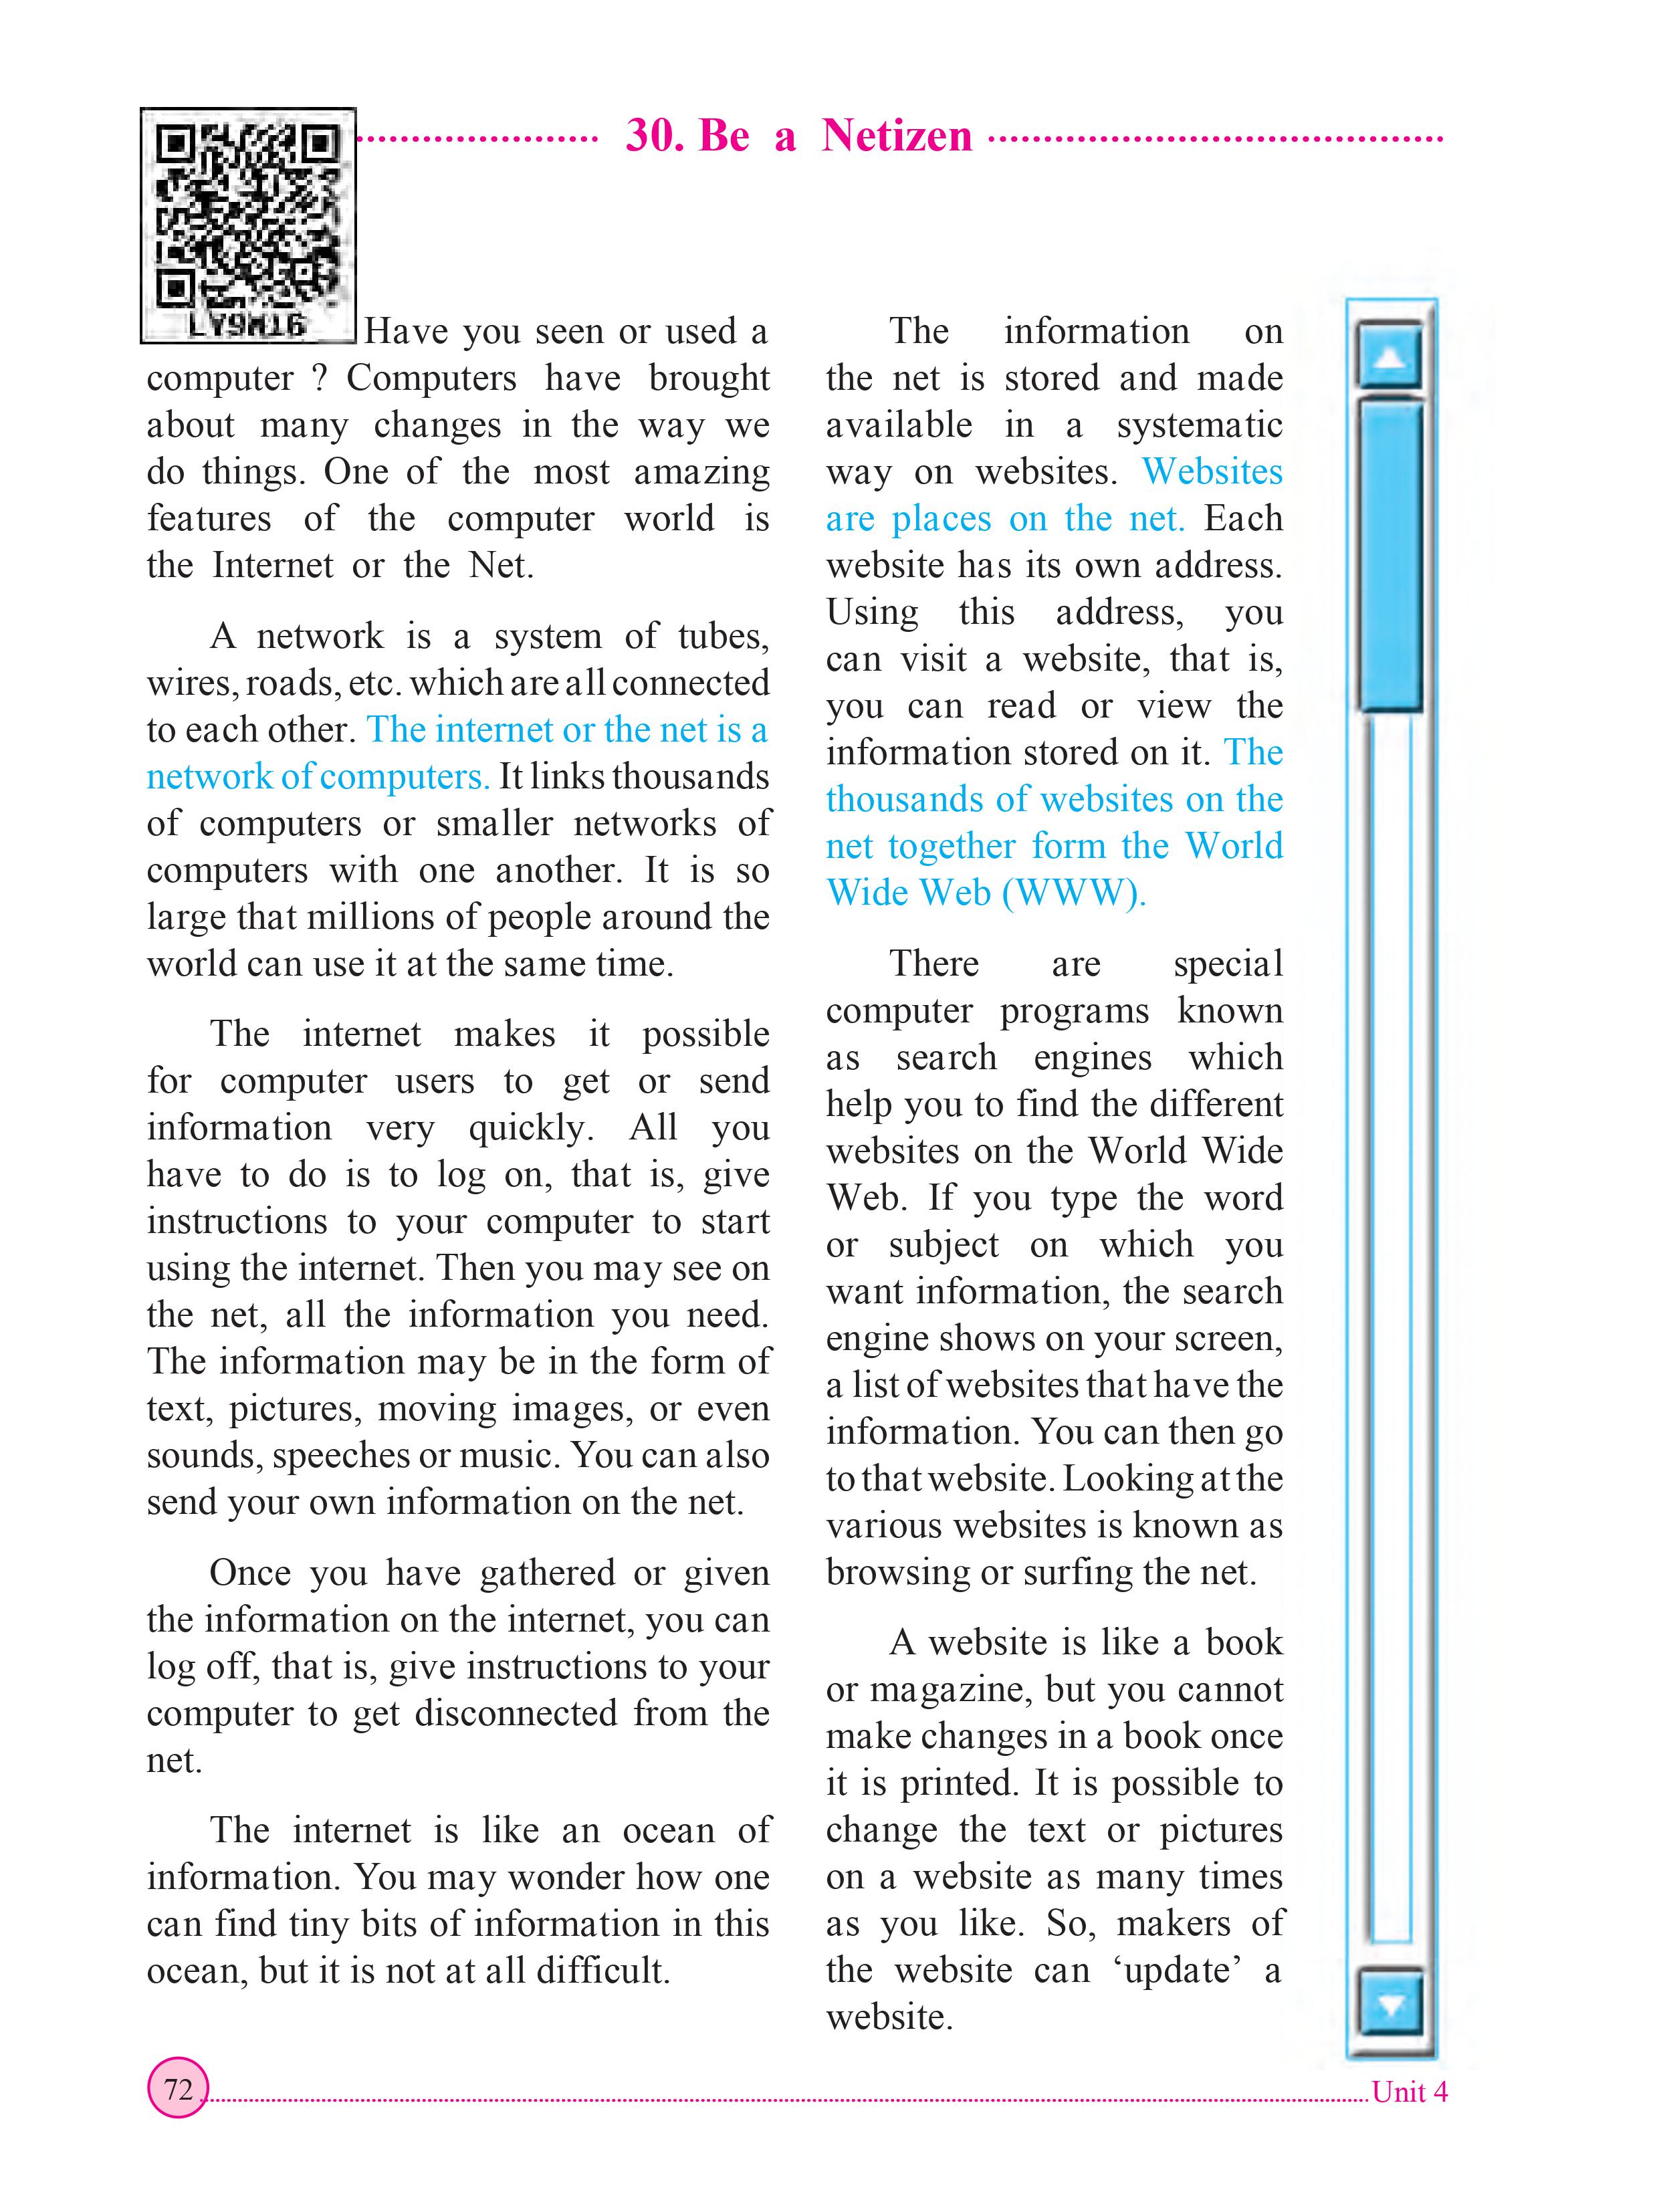 30. Be a Netizen
Have you seen or used a
computer ? Computers have brought
about many changes in the way we
do things. One of the most amazing
features of the computer world is
the Internet or the Net.
A network is a system of tubes,
wires, roads, etc. which are all connected
to each other. The internet or the net is a
network of computers. It links thousands
of computers or smaller networks of
computers with one another. It is so
large that millions of people around the
world can use it at the same time.
The internet makes it possible
for computer users to get or send
information very quickly. All you
have to do is to log on, that is, give
instructions to your computer to start
using the internet. Then you may see on
the net, all the information you need.
The information may be in the form of
text, pictures, moving images, or even
sounds, speeches or music. You can also
send your own information on the net.
Once you have gathered or given
the information on the internet, you can
log off, that is, give instructions to your
computer to get disconnected from the
net.
The internet is like an ocean of
information. You may wonder how one
can find tiny bits of information in this
ocean, but it is not at all difficult.
The information on
the net is stored and made
available in a systematic
way on websites. Websites
are places on the net. Each
website has its own address.
Using this address, you
can visit a website, that is,
you can read or view the
information stored on it. The
thousands of websites on the
net together form the World
Wide Web (WWW).
There are special
computer programs known
as search engines which
help you to find the different
websites on the World Wide
Web. If you type the word
or subject on which you
want information, the search
engine shows on your screen,
a list of websites that have the
information. You can then go
to that website. Looking at the
various websites is known as
browsing or surfing the net.
A website is like a book
or magazine, but you cannot
make changes in a book once
it is printed. It is possible to
change the text or pictures
on a website as many times
as you like. So, makers of
the website can ‘update’ a
website.
72
Unit 4